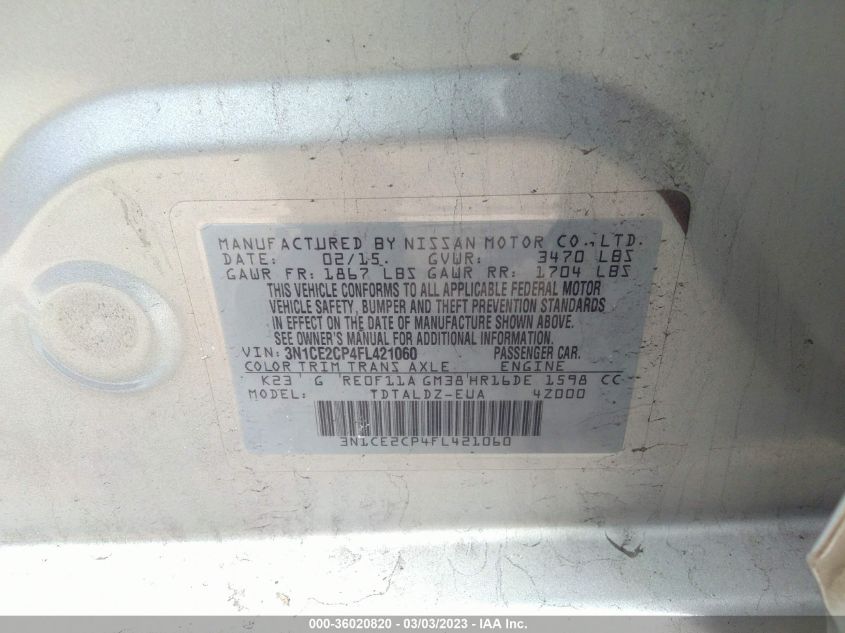 MANUFACTURED BY NISSAN MOTOR CO., LTD.
DATE: 02/15. GVWR: 3470 LBS
GAWR FR: 1867 LBS GAWR RR: 1704 LBS
THIS VEHICLE CONFORMS TO ALL APPLICABLE FEDERAL MOTOR
VEHICLE SAFETY, BUMPER AND THEFT PREVENTION STANDARDS
IN EFFECT ON THE DATE OF MANUFACTURE SHOWN ABOVE.
SEE OWNER'S MANUAL FOR ADDITIONAL INFORMATION.
VIN: 3N1CE2CP4FL421060 PASSENGER CAR.
COLOR TRIM TRANS AXLE ENGINE
K23 G RE0F11A GM38 HR16DE 1598 CC
MODEL: TDTALDZ-EUA 4Z000
3N1CE2CP4FL421060
000-36020820 - 03/03/2023 - IAA Inc.